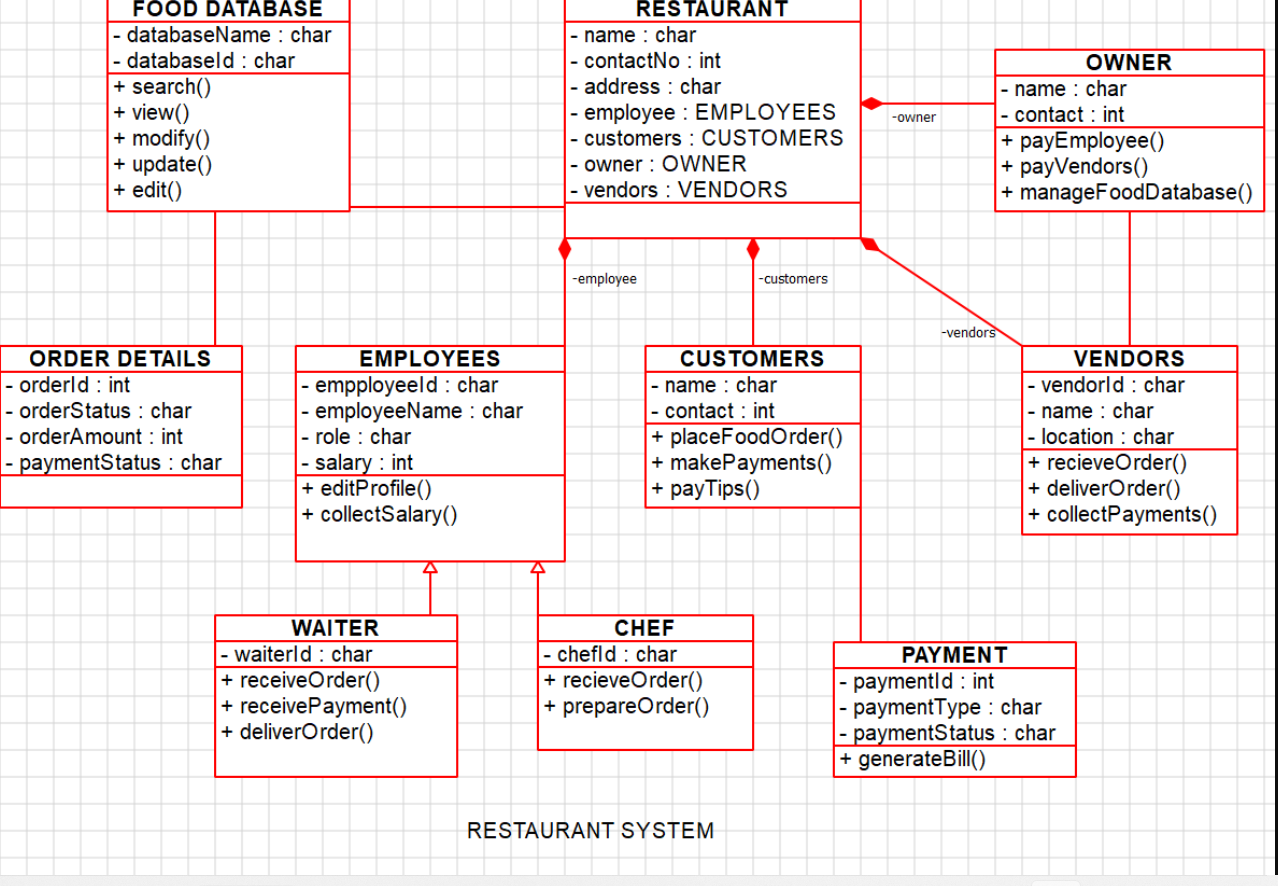 FOOD DATABASE
- databaseName : char
- databaseId : char
+ search()
+ view()
+ modify()
+ update()
+ edit()
RESTAURANT
- name : char
- contactNo : int
- address : char
- employee : EMPLOYEES
- customers : CUSTOMERS
- owner : OWNER
- vendors : VENDORS
-owner
OWNER
- name : char
- contact : int
+ payEmployee()
+ payVendors()
+ manageFoodDatabase()
-employee
-customers
-vendors
ORDER DETAILS
- orderId : int
- orderStatus : char
- orderAmount : int
- paymentStatus : char
EMPLOYEES
- empployeeId : char
- employeeName : char
- role : char
- salary : int
+ editProfile()
+ collectSalary()
CUSTOMERS
- name : char
- contact : int
+ placeFoodOrder()
+ makePayments()
+ payTips()
VENDORS
- vendorId : char
- name : char
- location : char
+ recieveOrder()
+ deliverOrder()
+ collectPayments()
WAITER
- waiterId : char
+ receiveOrder()
+ receivePayment()
+ deliverOrder()
CHEF
- chefId : char
+ recieveOrder()
+ prepareOrder()
PAYMENT
- paymentId : int
- paymentType : char
- paymentStatus : char
+ generateBill()
RESTAURANT SYSTEM